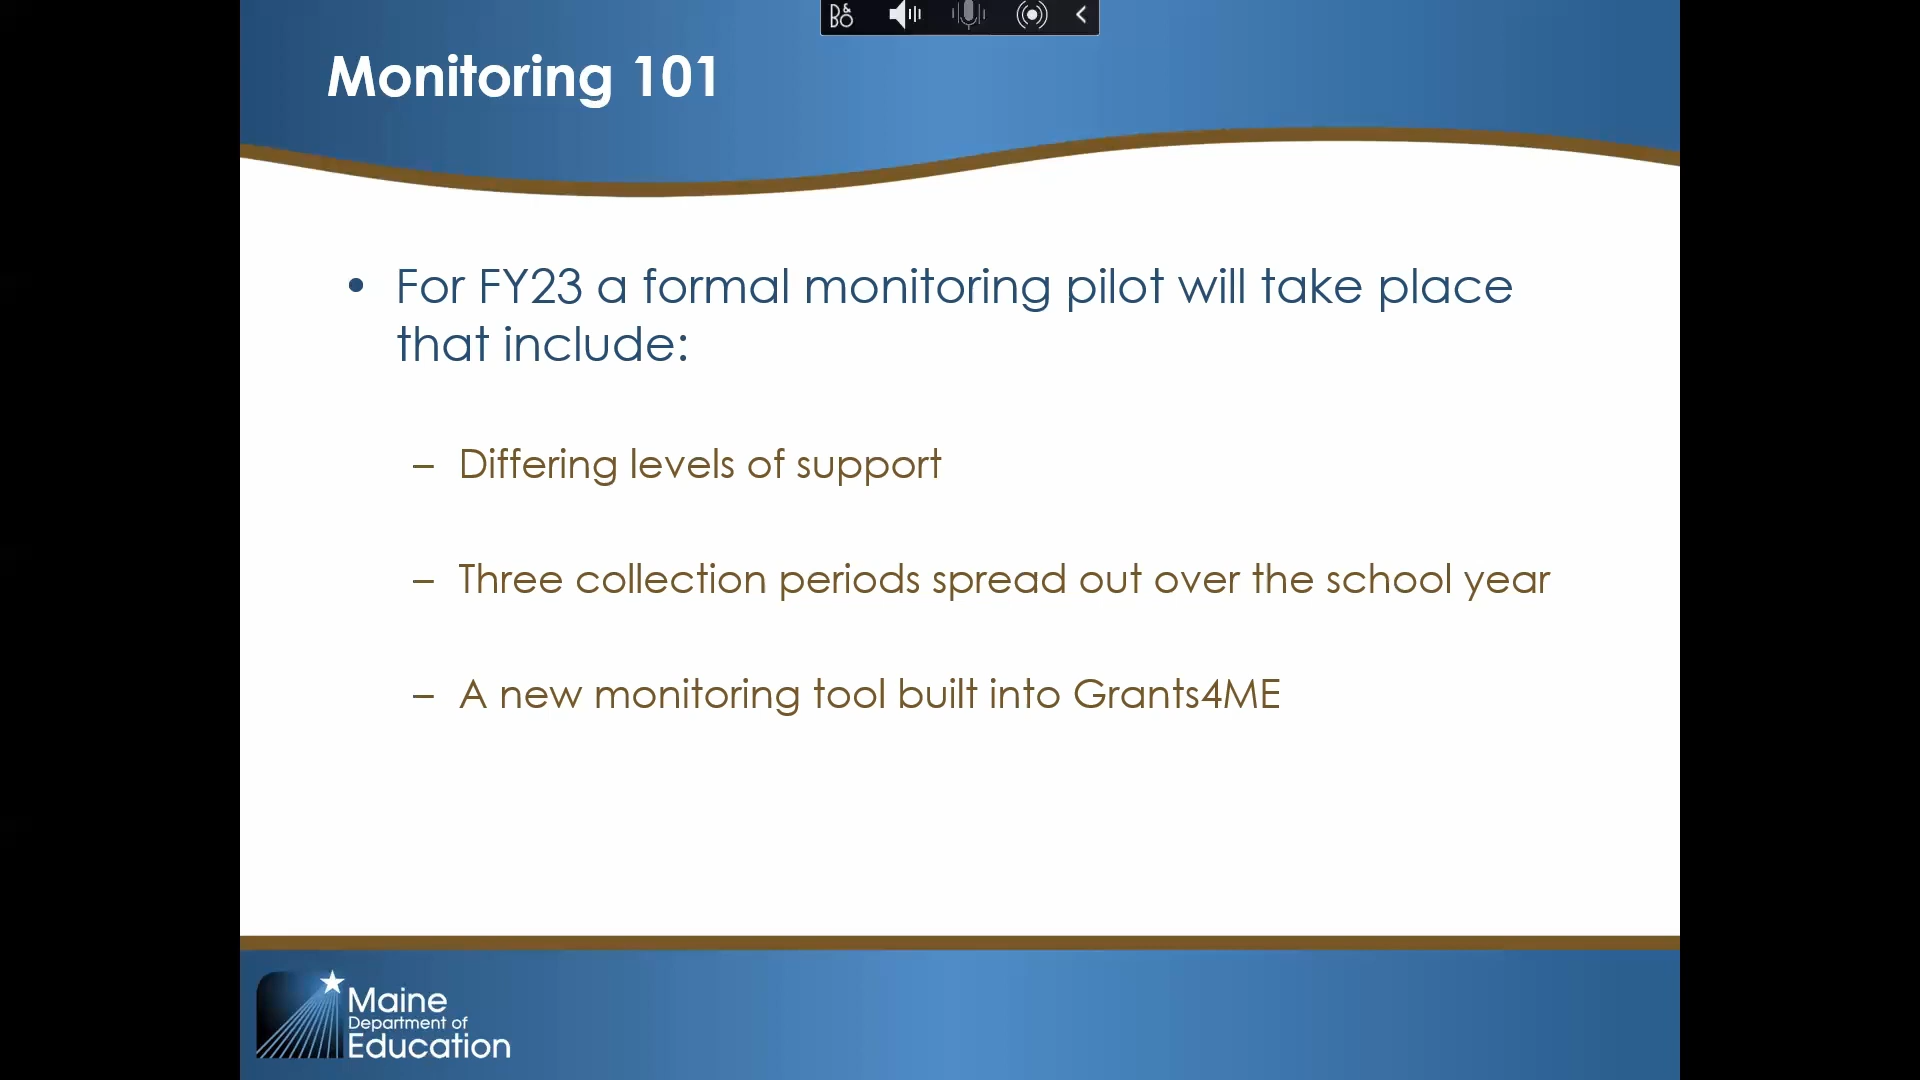 B&O
Monitoring 101
• For FY23 a formal monitoring pilot will take place
that include:
– Differing levels of support
– Three collection periods spread out over the school year
– A new monitoring tool built into Grants4ME
Maine
Department of
Education